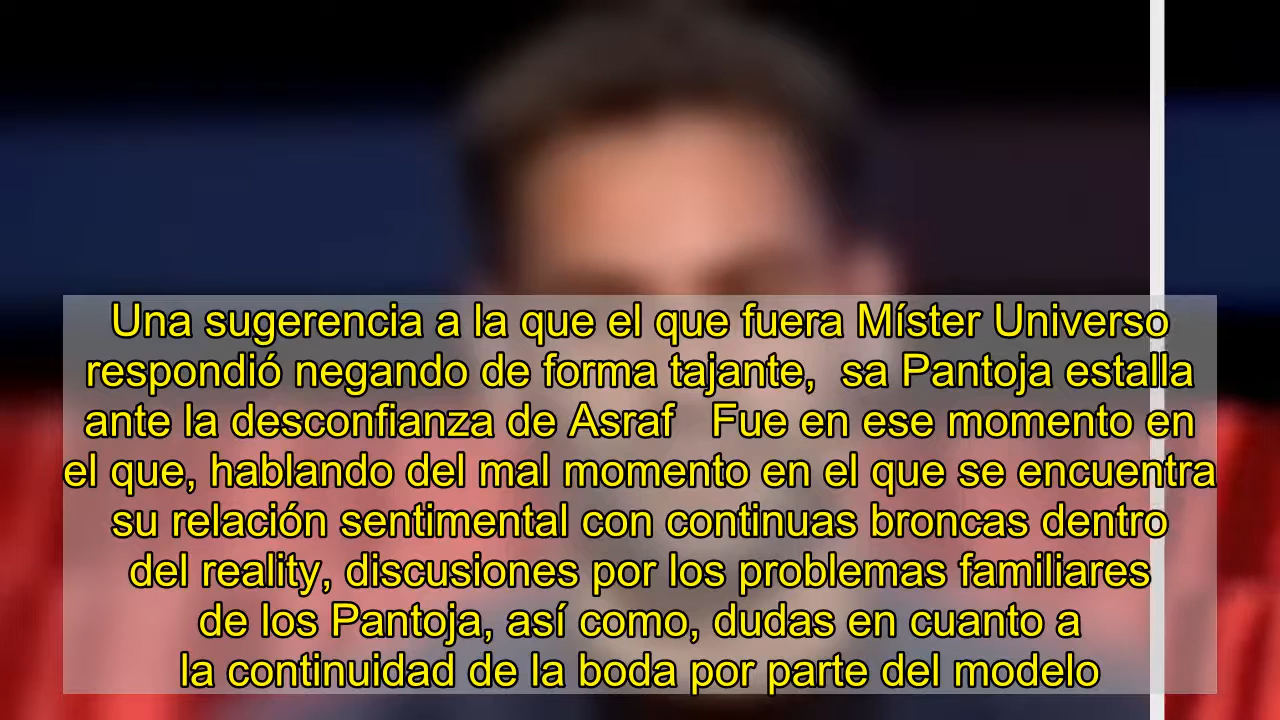 Una sugerencia a la que el que fuera Míster Universo
respondió negando de forma tajante,  sa Pantoja estalla
ante la desconfianza de Asraf   Fue en ese momento en
el que, hablando del mal momento en el que se encuentra
su relación sentimental con continuas broncas dentro
del reality, discusiones por los problemas familiares
de los Pantoja, así como, dudas en cuanto a
la continuidad de la boda por parte del modelo